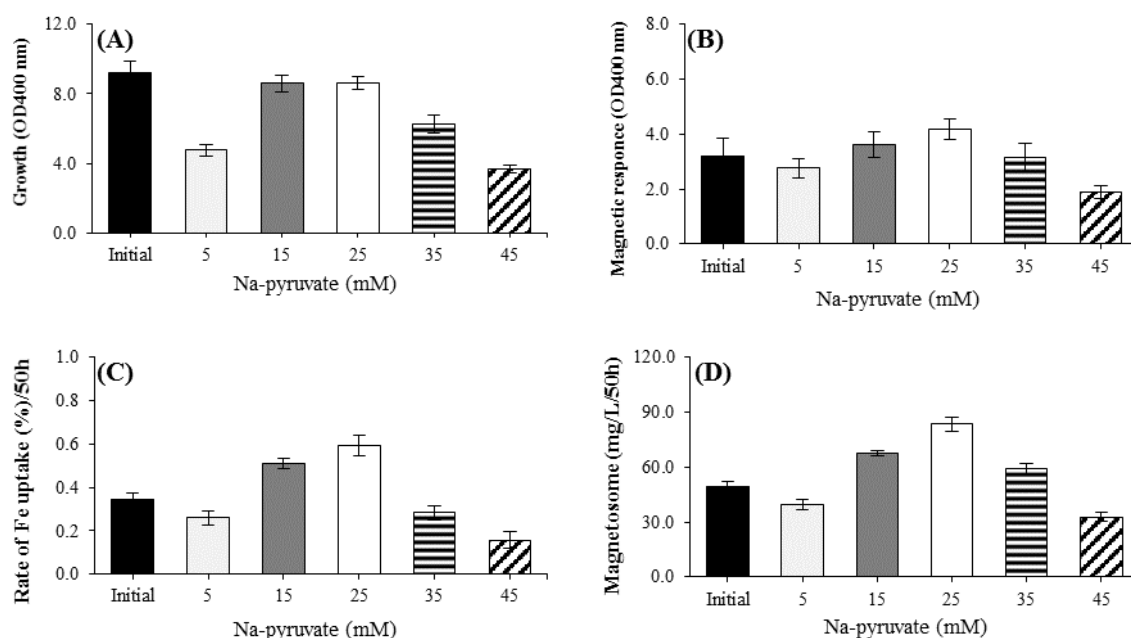 (A)
Growth (OD400 nm)
12.0
8.0
4.0
0.0
Initial 5 15 25 35 45
Na-pyruvate (mM)
(B)
Magnetic responce (OD400 nm)
8.0
6.0
4.0
2.0
0.0
Initial 5 15 25 35 45
Na-pyruvate (mM)
(C)
Rate of Fe uptake (%)/50h
1.0
0.8
0.6
0.4
0.2
0.0
Initial 5 15 25 35 45
Na-pyruvate (mM)
(D)
Magnetosome (mg/L/50h)
120.0
90.0
60.0
30.0
0.0
Initial 5 15 25 35 45
Na-pyruvate (mM)